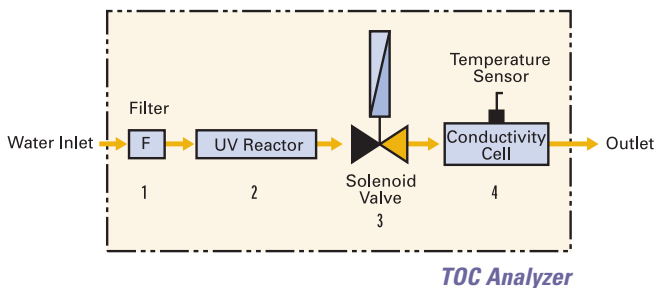 Temperature
Sensor
Filter
Water Inlet
F
UV Reactor
Conductivity
Cell
Outlet
Solenoid
Valve
1
2
3
4
TOC Analyzer